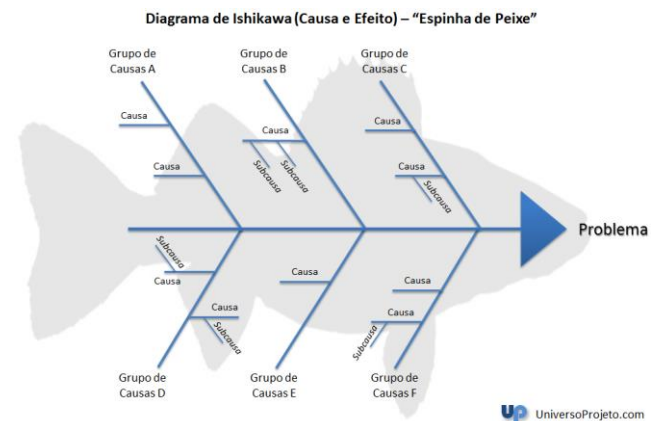 Diagrama de Ishikawa (Causa e Efeito) – “Espinha de Peixe”
Grupo de
Causas A
Grupo de
Causas B
Grupo de
Causas C
Causa
Causa
Causa
Subcausa
Subcausa
Causa
Causa
Subcausa
Problema
Subcausa
Causa
Causa
Subcausa
Causa
Causa
Causa
Subcausa
Grupo de
Causas D
Grupo de
Causas E
Grupo de
Causas F
up UniversoProjeto.com